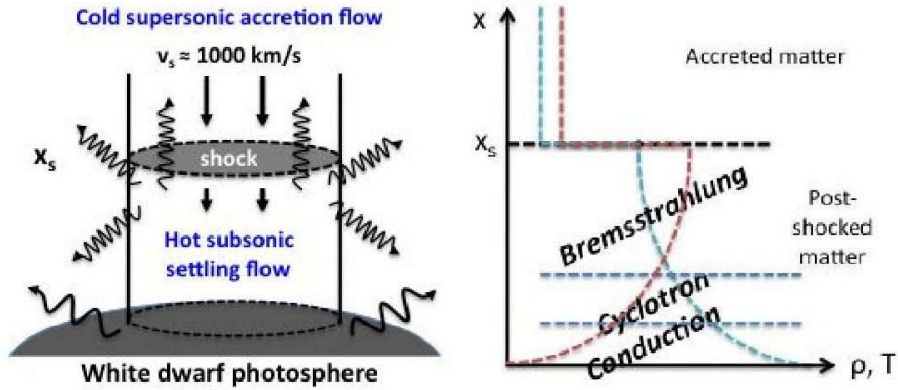 Cold supersonic accretion flow
vₛ ≈ 1000 km/s
xₛ
shock
Hot subsonic
settling flow
White dwarf photosphere
x
Accreted matter
xₛ
Bremsstrahlung
Post-
shocked
matter
Cyclotron
Conduction
ρ, T